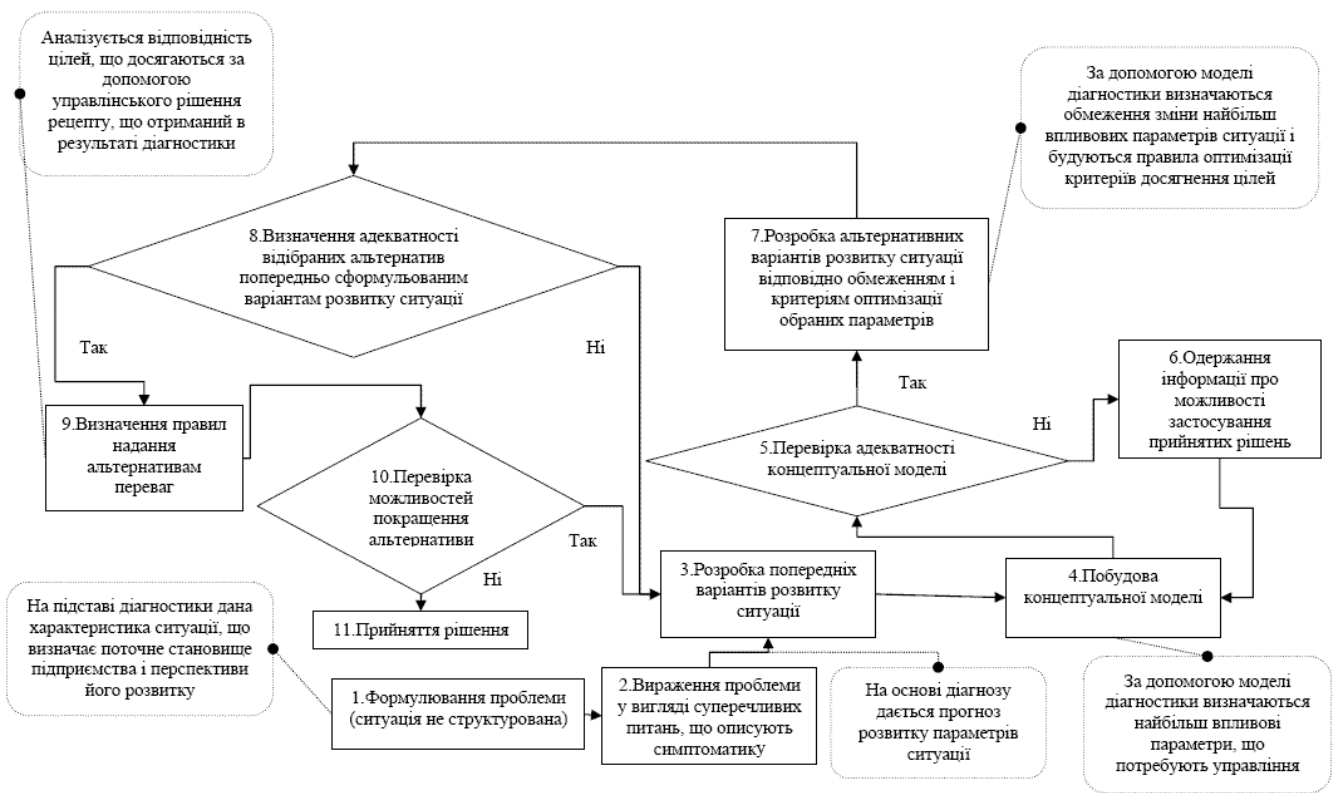 Аналізується відповідність
цілей, що досягаються за
допомогою
управлінського рішення
рецепту, що отриманий в
результаті діагностики
За допомогою моделі
діагностики визначаються
обмеження зміни найбільш
впливових параметрів ситуації і
будуються правила оптимізації
критеріїв досягнення цілей
8.Визначення адекватності
відібраних альтернатив
попередньо сформульованим
варіантам розвитку ситуації
7.Розробка альтернативних
варіантів розвитку ситуації
відповідно обмеженням і
критеріям оптимізації
обраних параметрів
Так
Ні
6.Одержання
інформації про
можливості
застосування
прийнятих рішень
Так
Ні
9.Визначення правил
надання
альтернативам
переваг
5.Перевірка адекватності
концептуальної моделі
10.Перевірка
можливостей
покращення
альтернативи
Так
Ні
3.Розробка попередніх
варіантів розвитку
ситуації
4.Побудова
концептуальної моделі
На підставі діагностики дана
характеристика ситуації, що
визначає поточне становище
підприємства і перспективи
його розвитку
11.Прийняття рішення
1.Формулювання проблеми
(ситуація не структурована)
2.Вираження проблеми
у вигляді суперечливих
питань, що описують
симптоматику
На основі діагнозу
дається прогноз
розвитку параметрів
ситуації
За допомогою моделі
діагностики визначаються
найбільш впливові
параметри, що
потребують управління